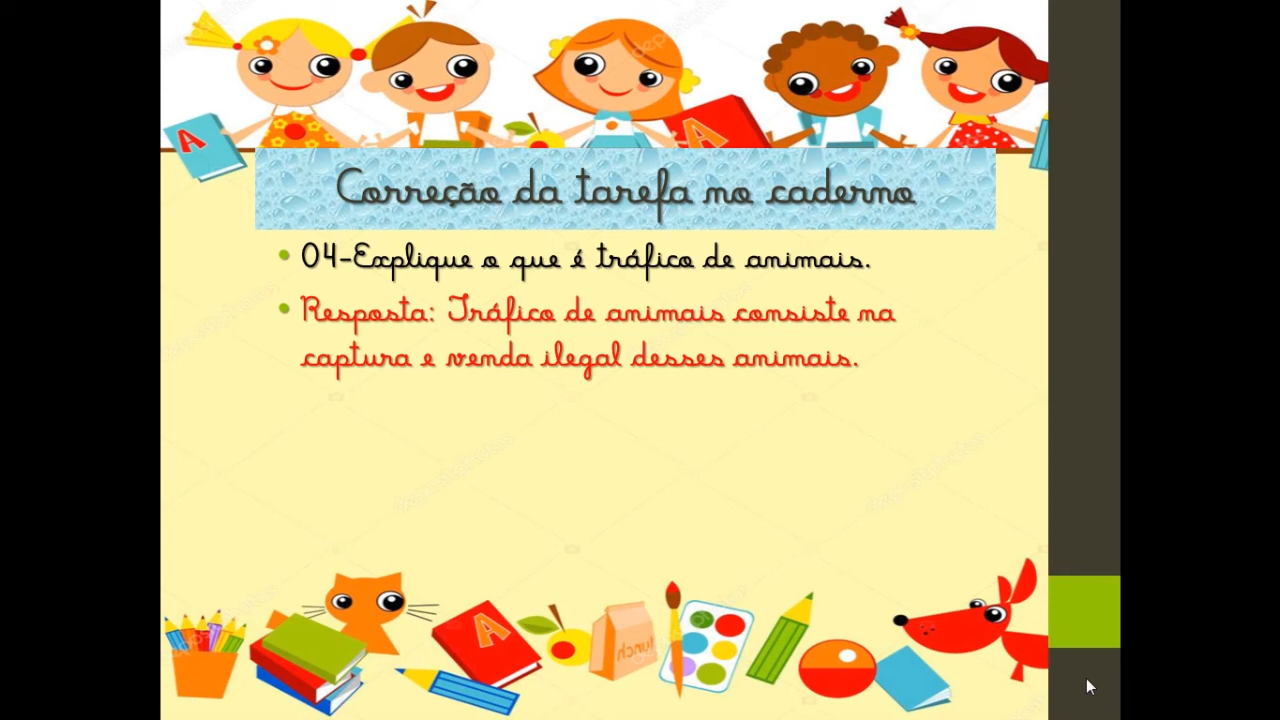 A
A
Correção da tarefa no caderno
04-Explique o que é tráfico de animais.
Resposta: Tráfico de animais consiste na
captura e venda ilegal desses animais.
A
lunch